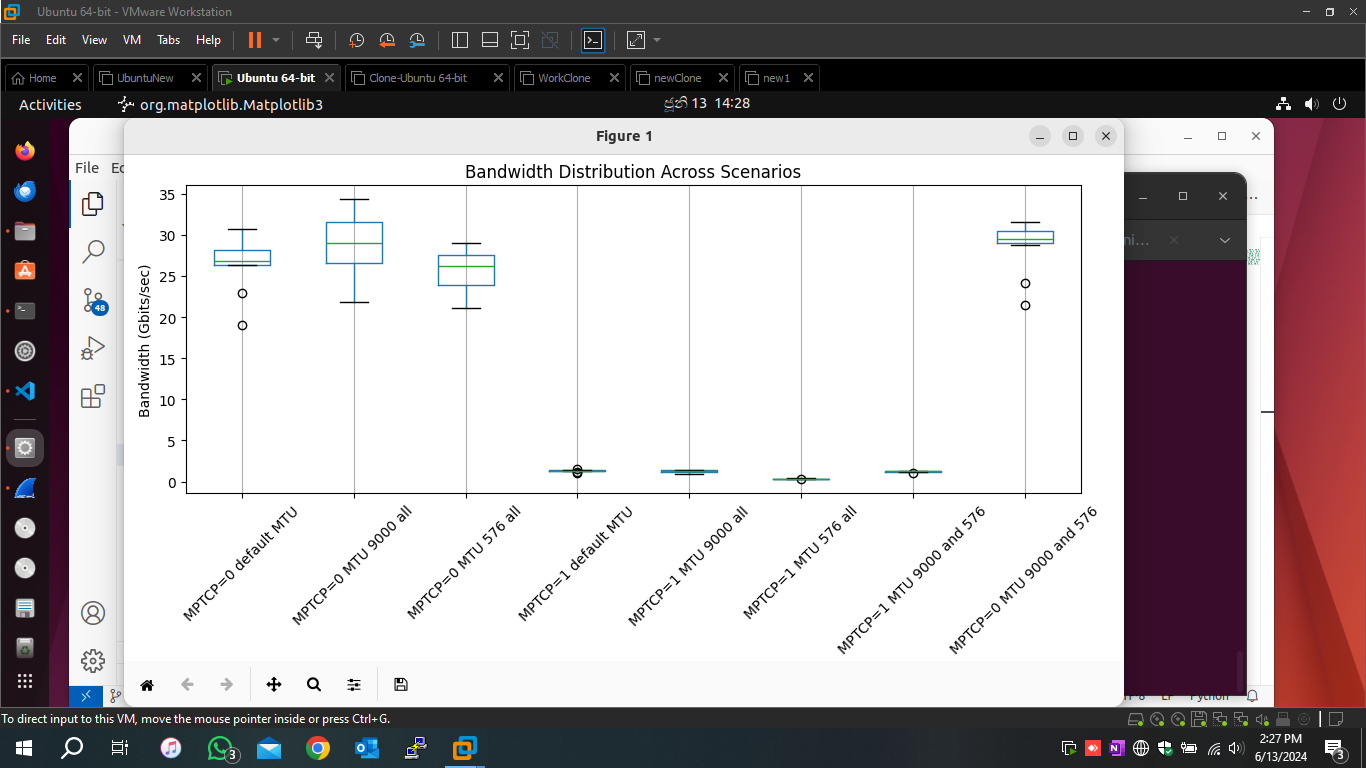 Ubuntu 64-bit - VMware Workstation
File Edit View VM Tabs Help
Home UbuntuNew Ubuntu 64-bit Clone-Ubuntu 64-bit WorkClone newClone new1
Activities org.matplotlib.Matplotlib3 ජූනි 13 14:28
Figure 1
File
Bandwidth Distribution Across Scenarios
Bandwidth (Gbits/sec)
35
30
25
20
15
10
5
0
MPTCP=0 default MTU
MPTCP=0 MTU 9000 all
MPTCP=0 MTU 576 all
MPTCP=1 default MTU
MPTCP=1 MTU 9000 all
MPTCP=1 MTU 576 all
MPTCP=1 MTU 9000 and 576
MPTCP=0 MTU 9000 and 576
48
Python
To direct input to this VM, move the mouse pointer inside or press Ctrl+G.
3
2:27 PM
6/13/2024
3